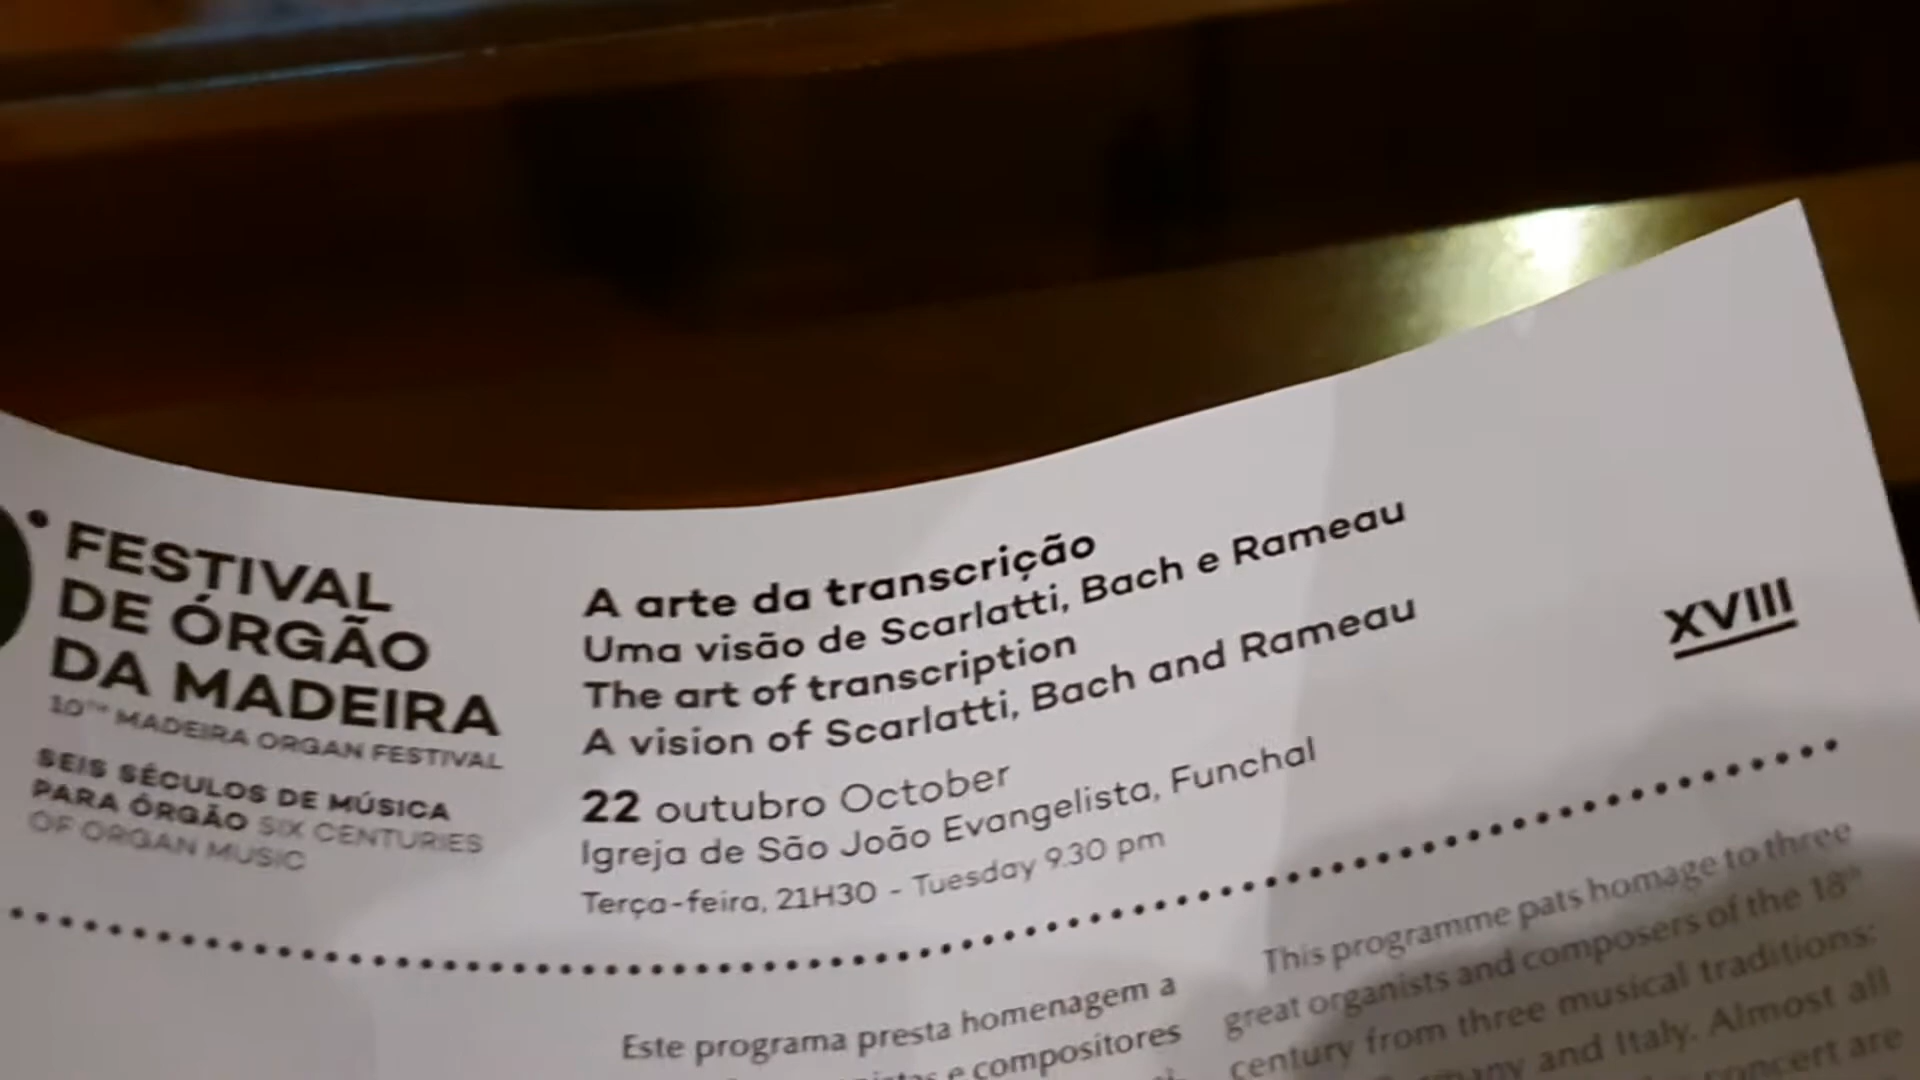 FESTIVAL
DE ÓRGÃO
DA MADEIRA
10TH MADEIRA ORGAN FESTIVAL
SEIS SÉCULOS DE MÚSICA
PARA ÓRGÃO SIX CENTURIES
OF ORGAN MUSIC
A arte da transcrição
Uma visão de Scarlatti, Bach e Rameau
The art of transcription
A vision of Scarlatti, Bach and Rameau
22 outubro October
Igreja de São João Evangelista, Funchal
Terça-feira, 21H30 - Tuesday 9.30 pm
XVIII
Este programa presta homenagem a
e compositores
This programme pats homage to three
great organists and composers of the 18th
century from three musical traditions:
and Italy. Almost all
concert are